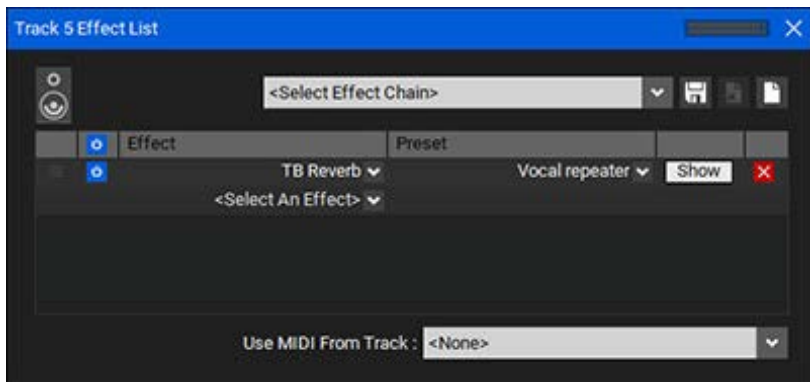 Track 5 Effect List
<Select Effect Chain>
Effect Preset
TB Reverb Vocal repeater Show
<Select An Effect>
Use MIDI From Track : <None>